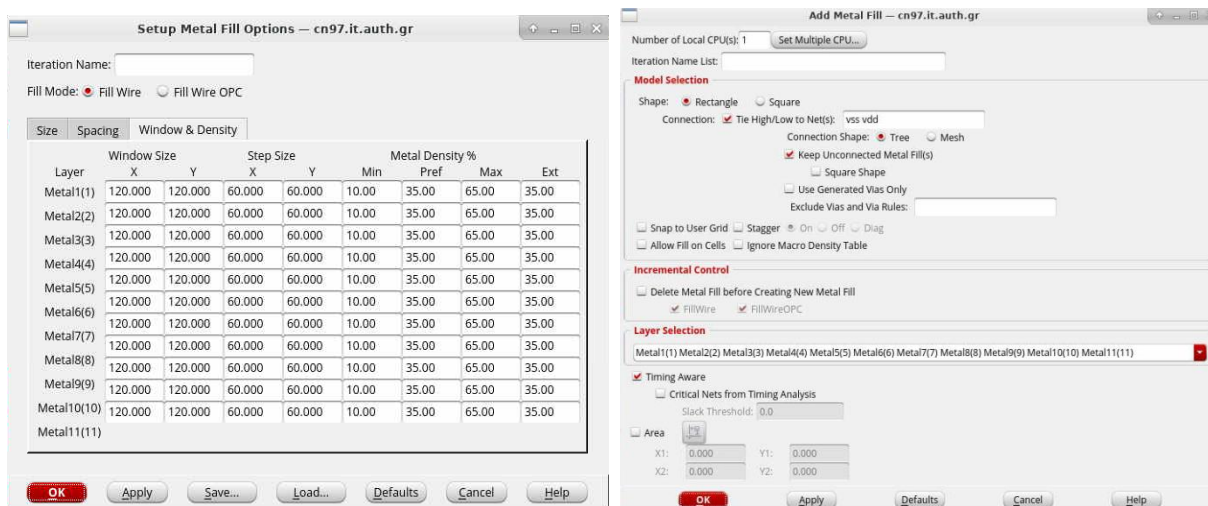 Setup Metal Fill Options — cn97.it.auth.gr
Iteration Name:
Fill Mode: Fill Wire Fill Wire OPC
Size Spacing Window & Density
Window Size Step Size Metal Density %
Layer X Y X Y Min Pref Max Ext
Metal1(1) 120.000 120.000 60.000 60.000 10.00 35.00 65.00 35.00
Metal2(2) 120.000 120.000 60.000 60.000 10.00 35.00 65.00 35.00
Metal3(3) 120.000 120.000 60.000 60.000 10.00 35.00 65.00 35.00
Metal4(4) 120.000 120.000 60.000 60.000 10.00 35.00 65.00 35.00
Metal5(5) 120.000 120.000 60.000 60.000 10.00 35.00 65.00 35.00
Metal6(6) 120.000 120.000 60.000 60.000 10.00 35.00 65.00 35.00
Metal7(7) 120.000 120.000 60.000 60.000 10.00 35.00 65.00 35.00
Metal8(8) 120.000 120.000 60.000 60.000 10.00 35.00 65.00 35.00
Metal9(9) 120.000 120.000 60.000 60.000 10.00 35.00 65.00 35.00
Metal10(10) 120.000 120.000 60.000 60.000 10.00 35.00 65.00 35.00
Metal11(11) 120.000 120.000 60.000 60.000 10.00 35.00 65.00 35.00
OK Apply Save... Load... Defaults Cancel Help
Add Metal Fill — cn97.it.auth.gr
Number of Local CPU(s): 1 Set Multiple CPU...
Iteration Name List:
Model Selection
Shape: Rectangle Square
Connection: Tie High/Low to Net(s): vss vdd
Connection Shape: Tree Mesh
Keep Unconnected Metal Fill(s)
Square Shape
Use Generated Vias Only
Exclude Vias and Via Rules:
Snap to User Grid Stagger On Off Diag
Allow Fill on Cells Ignore Macro Density Table
Incremental Control
Delete Metal Fill before Creating New Metal Fill
FillWire FillWireOPC
Layer Selection
Metal1(1) Metal2(2) Metal3(3) Metal4(4) Metal5(5) Metal6(6) Metal7(7) Metal8(8) Metal9(9) Metal10(10) Metal11(11)
Timing Aware
Critical Nets from Timing Analysis
Slack Threshold: 0.0
Area
X1: 0.000 Y1: 0.000
X2: 0.000 Y2: 0.000
OK Apply Defaults Cancel Help